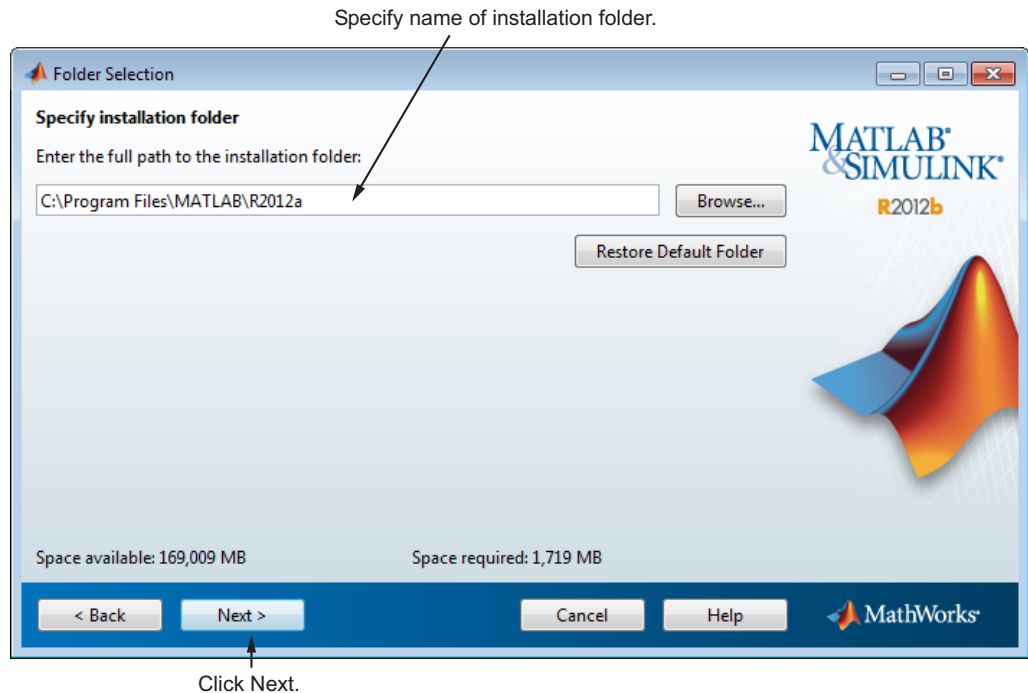 Specify name of installation folder.
Folder Selection
Specify installation folder
Enter the full path to the installation folder:
C:\Program Files\MATLAB\R2012a
Browse...
Restore Default Folder
MATLAB®
&SIMULINK®
R2012b
Space available: 169,009 MB
Space required: 1,719 MB
< Back
Next >
Cancel
Help
MathWorks®
Click Next.